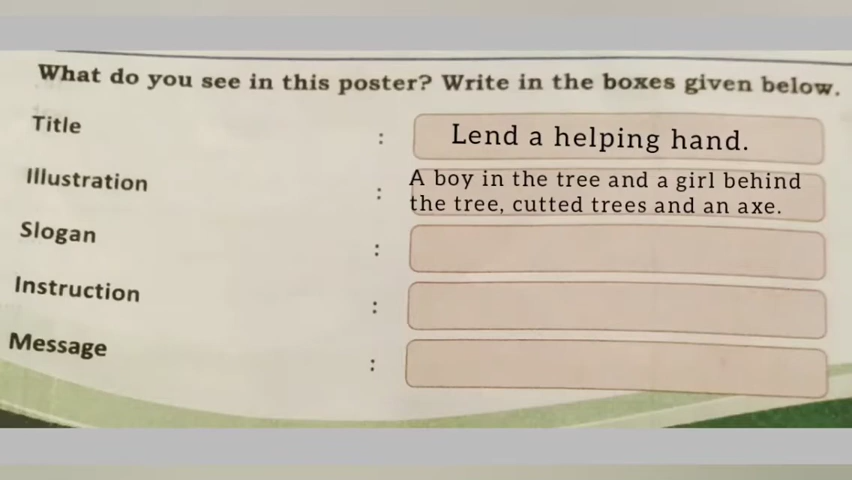 What do you see in this poster? Write in the boxes given below.
Title : Lend a helping hand.
Illustration : A boy in the tree and a girl behind
the tree, cutted trees and an axe.
Slogan :
Instruction :
Message :